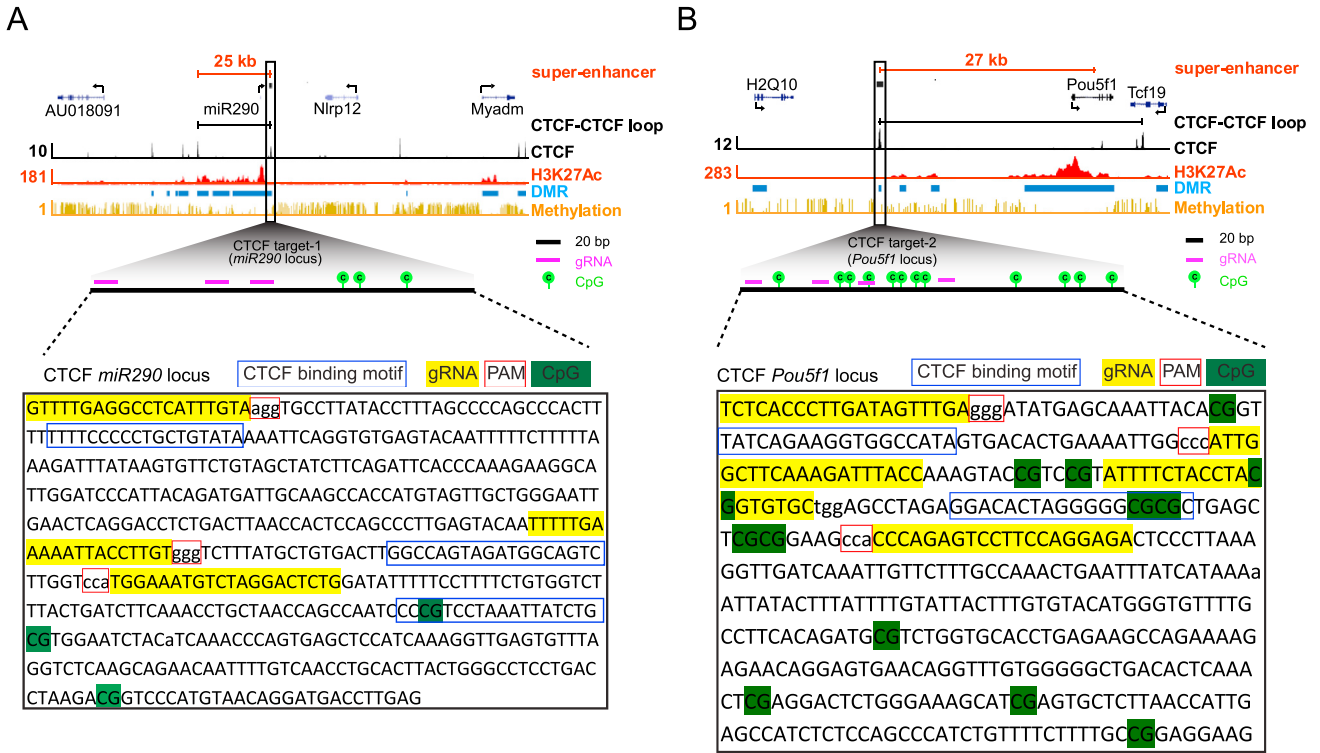 A
25 kb
super-enhancer
AU018091
miR290
Nlrp12
Myadm
CTCF-CTCF loop
10
CTCF
181
H3K27Ac
DMR
1
Methylation
CTCF target-1
(miR290 locus)
20 bp
gRNA
C C C
C
CpG
CTCF miR290 locus
CTCF binding motif
gRNA
PAM
CpG
GTTTTGAGGCCTCATTTGTAaggTGCCTTATACCTTTAGCCCCAGCCCACTT
TTTTTTCCCCCTGCTGTATAAAATTCAGGTGTGAGTACAATTTTTCTTTTTA
AAGATTTATAAGTGTTCTGTAGCTATCTTCAGATTCACCCAAAGAAGGCA
TTGGATCCCATTACAGATGATTGCAAGCCACCATGTAGTTGCTGGGAATT
GAACTCAGGACCTCTGACTTAACCACTCCAGCCCTTGAGTACAATTTTTGA
AAAATTACCTTGTgggTCTTTATGCTGTGACTTGGCCAGTAGATGGCAGTC
TTGGTccaTGGAAATGTCTAGGACTCTGGATATTTTTCCTTTTCTGTGGTCT
TTACTGATCTTCAAACCTGCTAACCAGCCAATCCCCGTCCTAAATTATCTG
CGTGGAATCTACaTCAAACCCAGTGAGCTCCATCAAAGGTTGAGTGTTTA
GGTCTCAAGCAGAACAATTTTGTCAACCTGCACTTACTGGGCCTCCTGAC
CTAAGACGGTCCCATGTAACAGGATGACCTTGAG
B
27 kb
super-enhancer
H2Q10
Pou5f1
Tcf19
CTCF-CTCF loop
12
CTCF
283
H3K27Ac
DMR
1
Methylation
CTCF target-2
(Pou5f1 locus)
20 bp
gRNA
C C C C C C C C C C C C
C
CpG
CTCF Pou5f1 locus
CTCF binding motif
gRNA
PAM
CpG
TCTCACCCTTGATAGTTTGAgggATATGAGCAAATTACACGGT
TATCAGAAGGTGGCCATAGTGACACTGAAAATTGGcccATTG
GCTTCAAAGATTTACCAAAGTACCGTCCGTATTTTCTACCTAC
GGTGTGCtggAGCCTAGAGGACACTAGGGGGCGCGCTGAGC
TCGCGGAAGccaCCCAGAGTCCTTCCAGGAGACTCCCTTAAA
GGTTGATCAAATTGTTCTTTGCCAAACTGAATTTATCATAAAa
ATTATACTTTATTTTGTATTACTTTGTGTACATGGGTGTTTTG
CCTTCACAGATGCGTCTGGTGCACCTGAGAAGCCAGAAAAG
AGAACAGGAGTGAACAGGTTTGTGGGGGCTGACACTCAAA
CTCGAGGACTCTGGGAAAGCATCGAGTGCTCTTAACCATTG
AGCCATCTCTCCAGCCCATCTGTTTTCTTTTGCCGGAGGAAG